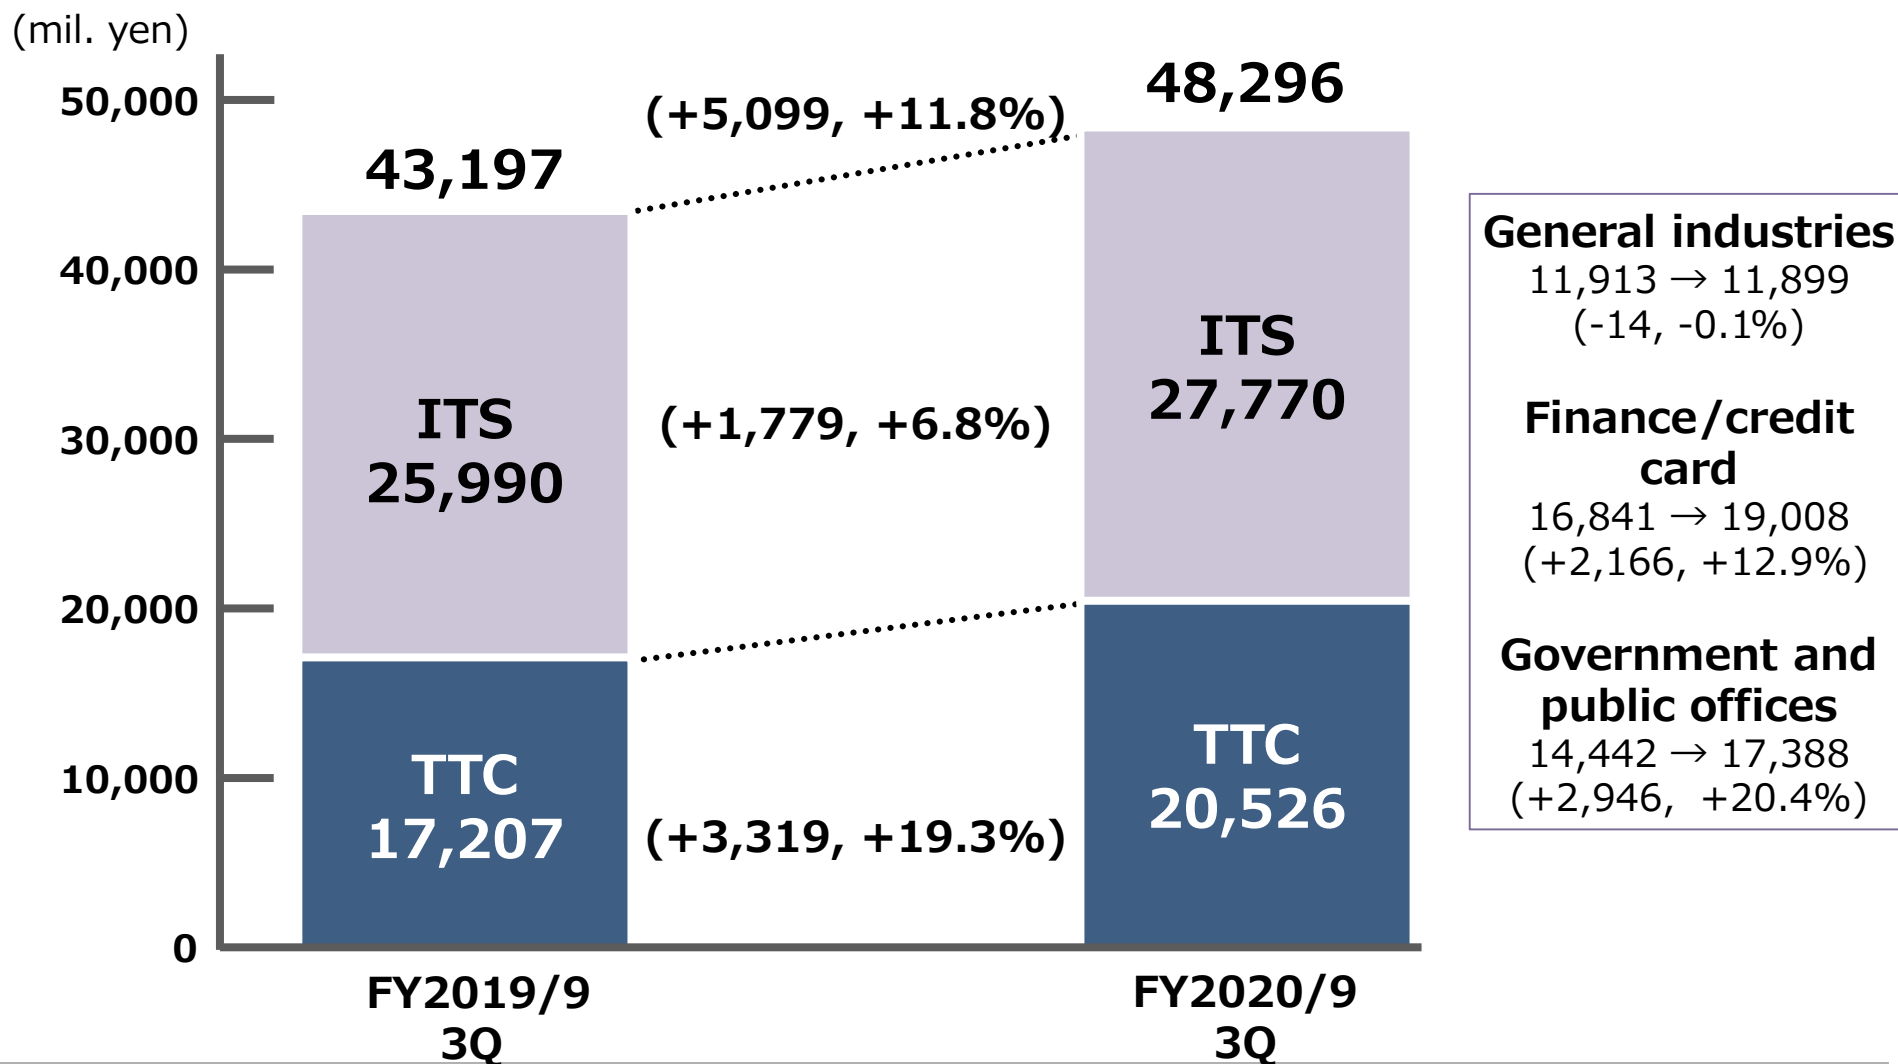 (mil. yen)
50,000
40,000
30,000
20,000
10,000
0
43,197
ITS
25,990
TTC
17,207
FY2019/9
3Q
(+5,099, +11.8%)
(+1,779, +6.8%)
(+3,319, +19.3%)
48,296
ITS
27,770
TTC
20,526
FY2020/9
3Q
General industries
11,913 → 11,899
(-14, -0.1%)
Finance/credit
card
16,841 → 19,008
(+2,166, +12.9%)
Government and
public offices
14,442 → 17,388
(+2,946, +20.4%)